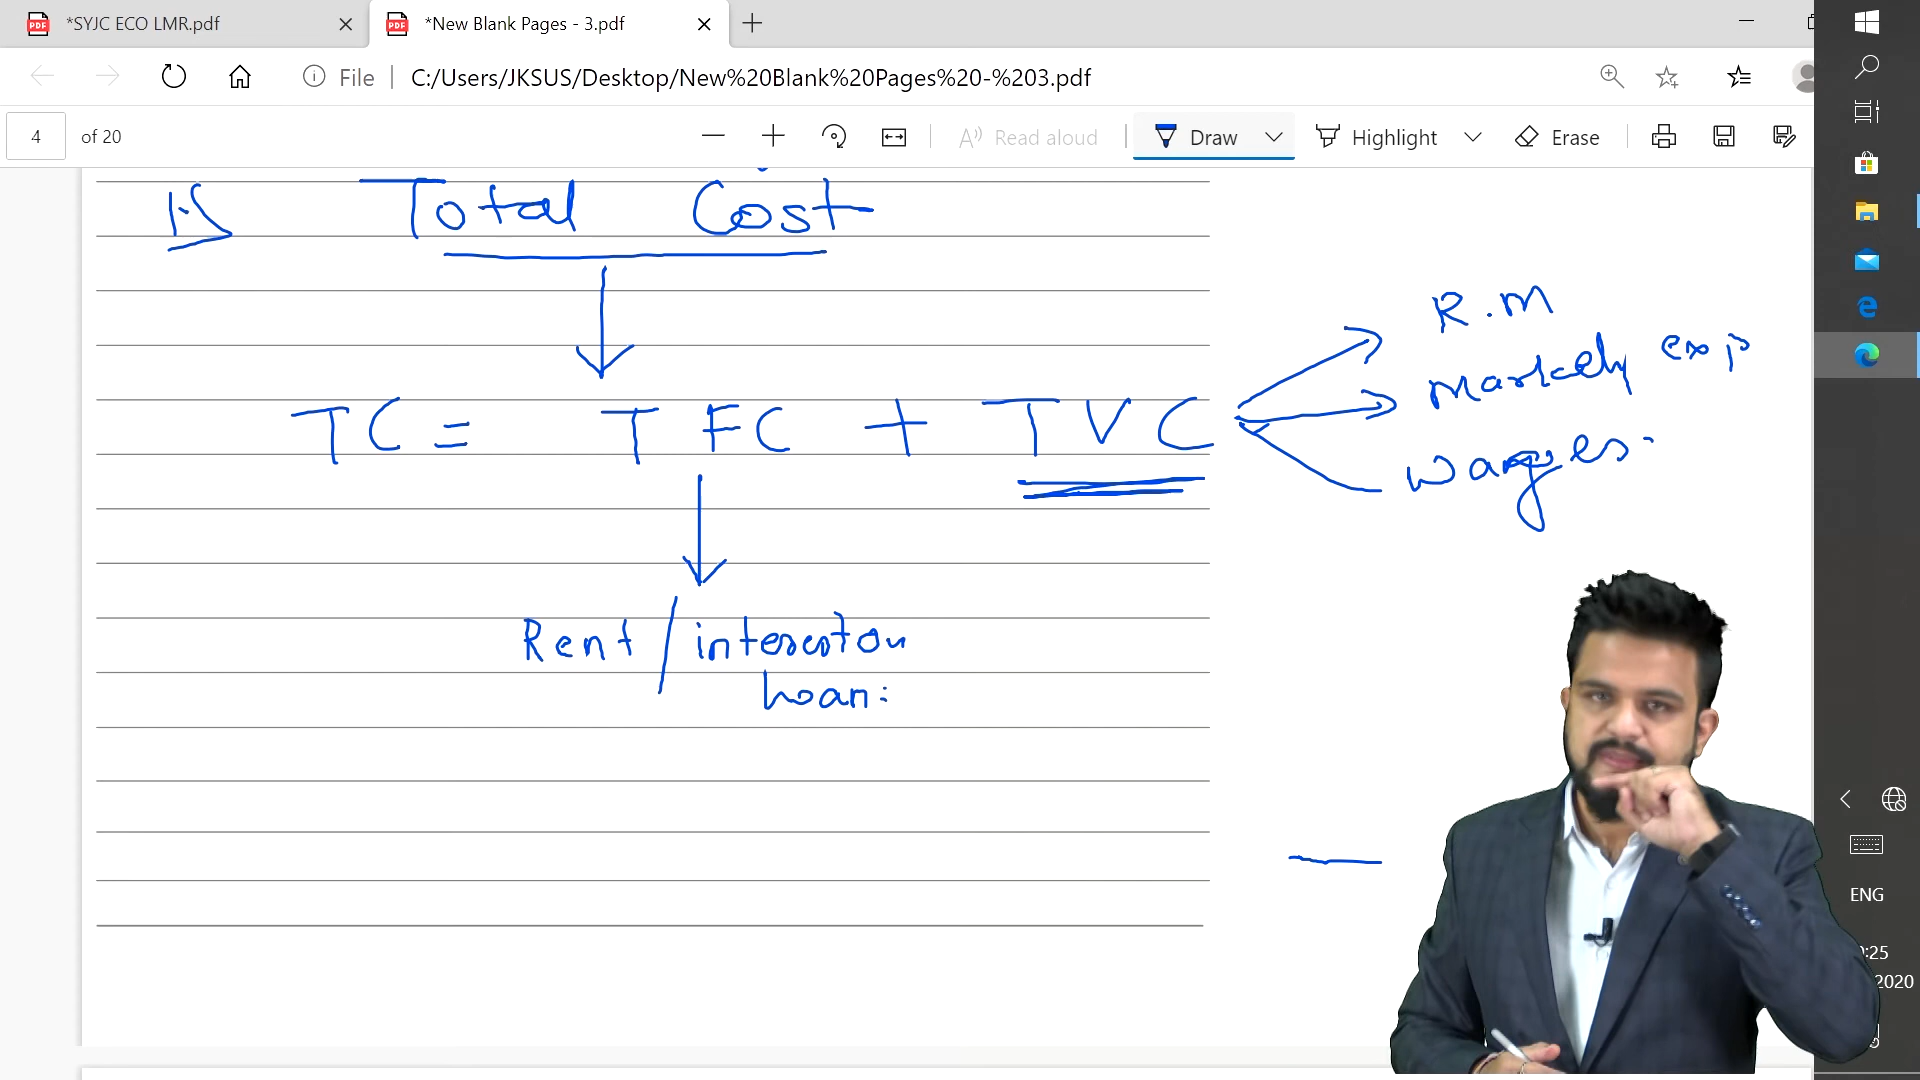 *SYJC ECO LMR.pdf
*New Blank Pages - 3.pdf
File | C:/Users/JKSUS/Desktop/New%20Blank%20Pages%20-%203.pdf
4 of 20
Read aloud
Draw
Highlight
Erase
1) Total Cost
R.M
exp
TC = TFC + TVC
Rent / interest on
Loan:
ENG
:25
2020